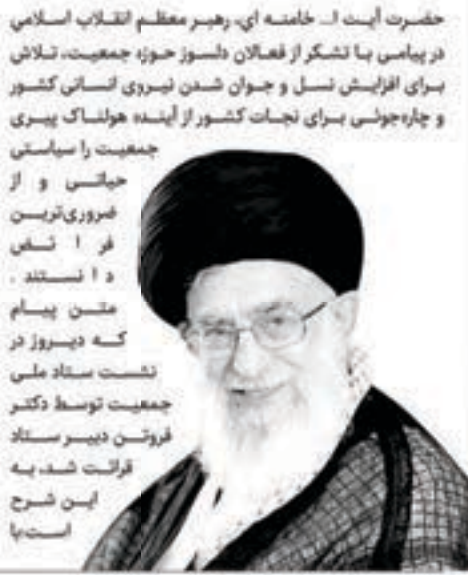 حضرت آیت ا... خامنه ای، رهبر معظم انقلاب اسلامی
در پیامی با تشکر از فعالان دلسوز حوزه جمعیت، تلاش
برای افزایش نسل و جوان شدن نیروی انسانی کشور
و چاره‌جوئی برای نجات کشور از آینده هولناک پیری
جمعیت را سیاستی
حیاتی و از
ضروری‌ترین
فرائض
دانستند.
متن پیام
که دیروز در
نشست ستاد ملی
جمعیت توسط دکتر
فروتن دبیر ستاد
قرائت شد، به
این شرح
است:با